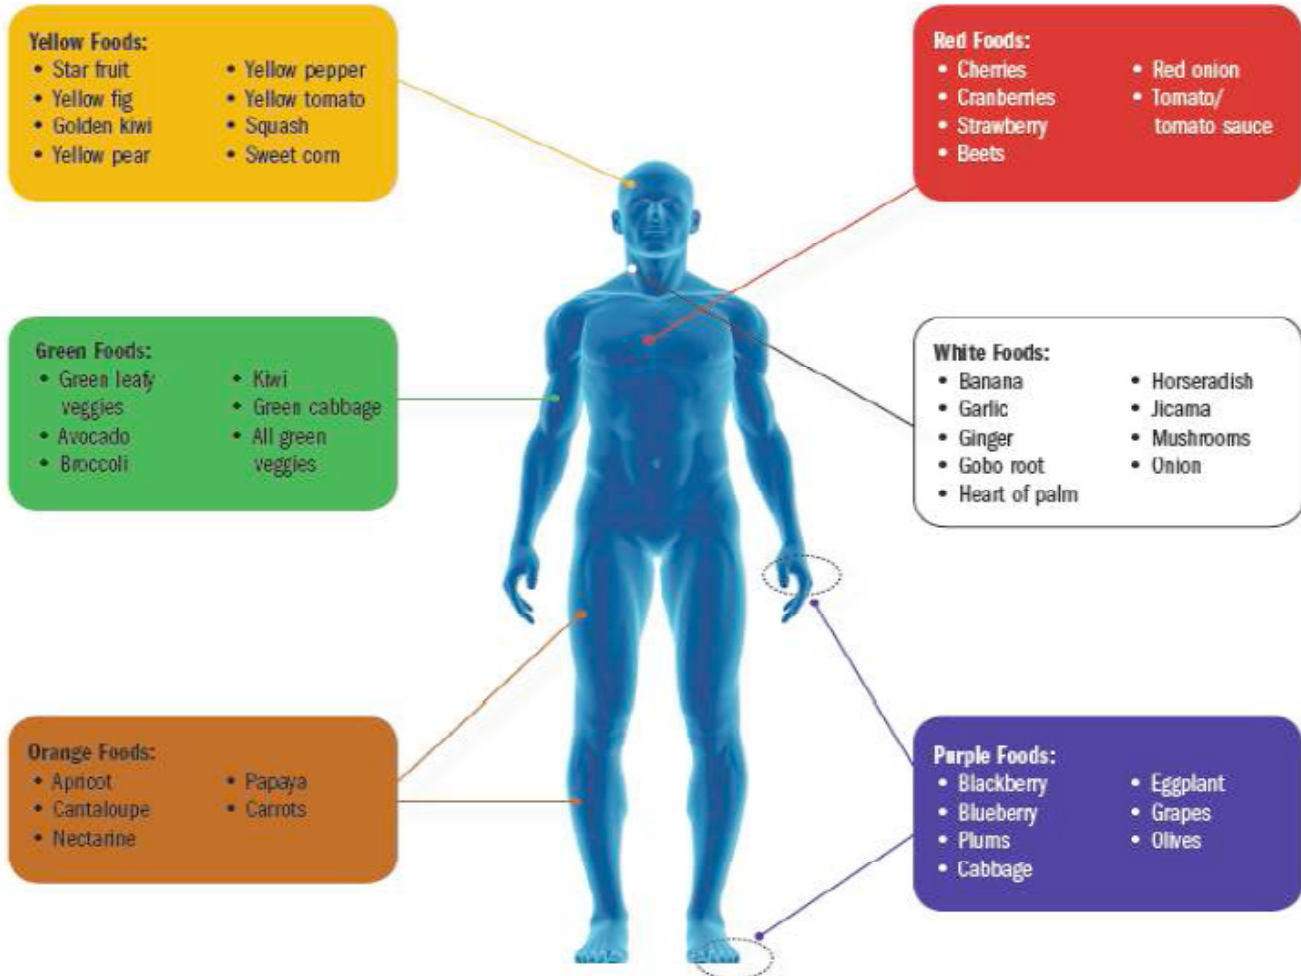 Yellow Foods:
• Star fruit
• Yellow fig
• Golden kiwi
• Yellow pear
• Yellow pepper
• Yellow tomato
• Squash
• Sweet corn
Red Foods:
• Cherries
• Cranberries
• Strawberry
• Beets
• Red onion
• Tomato/
tomato sauce
Green Foods:
• Green leafy
veggies
• Avocado
• Broccoli
• Kiwi
• Green cabbage
• All green
veggies
White Foods:
• Banana
• Garlic
• Ginger
• Gobo root
• Heart of palm
• Horseradish
• Jicama
• Mushrooms
• Onion
Orange Foods:
• Apricot
• Cantaloupe
• Nectarine
• Papaya
• Carrots
Purple Foods:
• Blackberry
• Blueberry
• Plums
• Cabbage
• Eggplant
• Grapes
• Olives